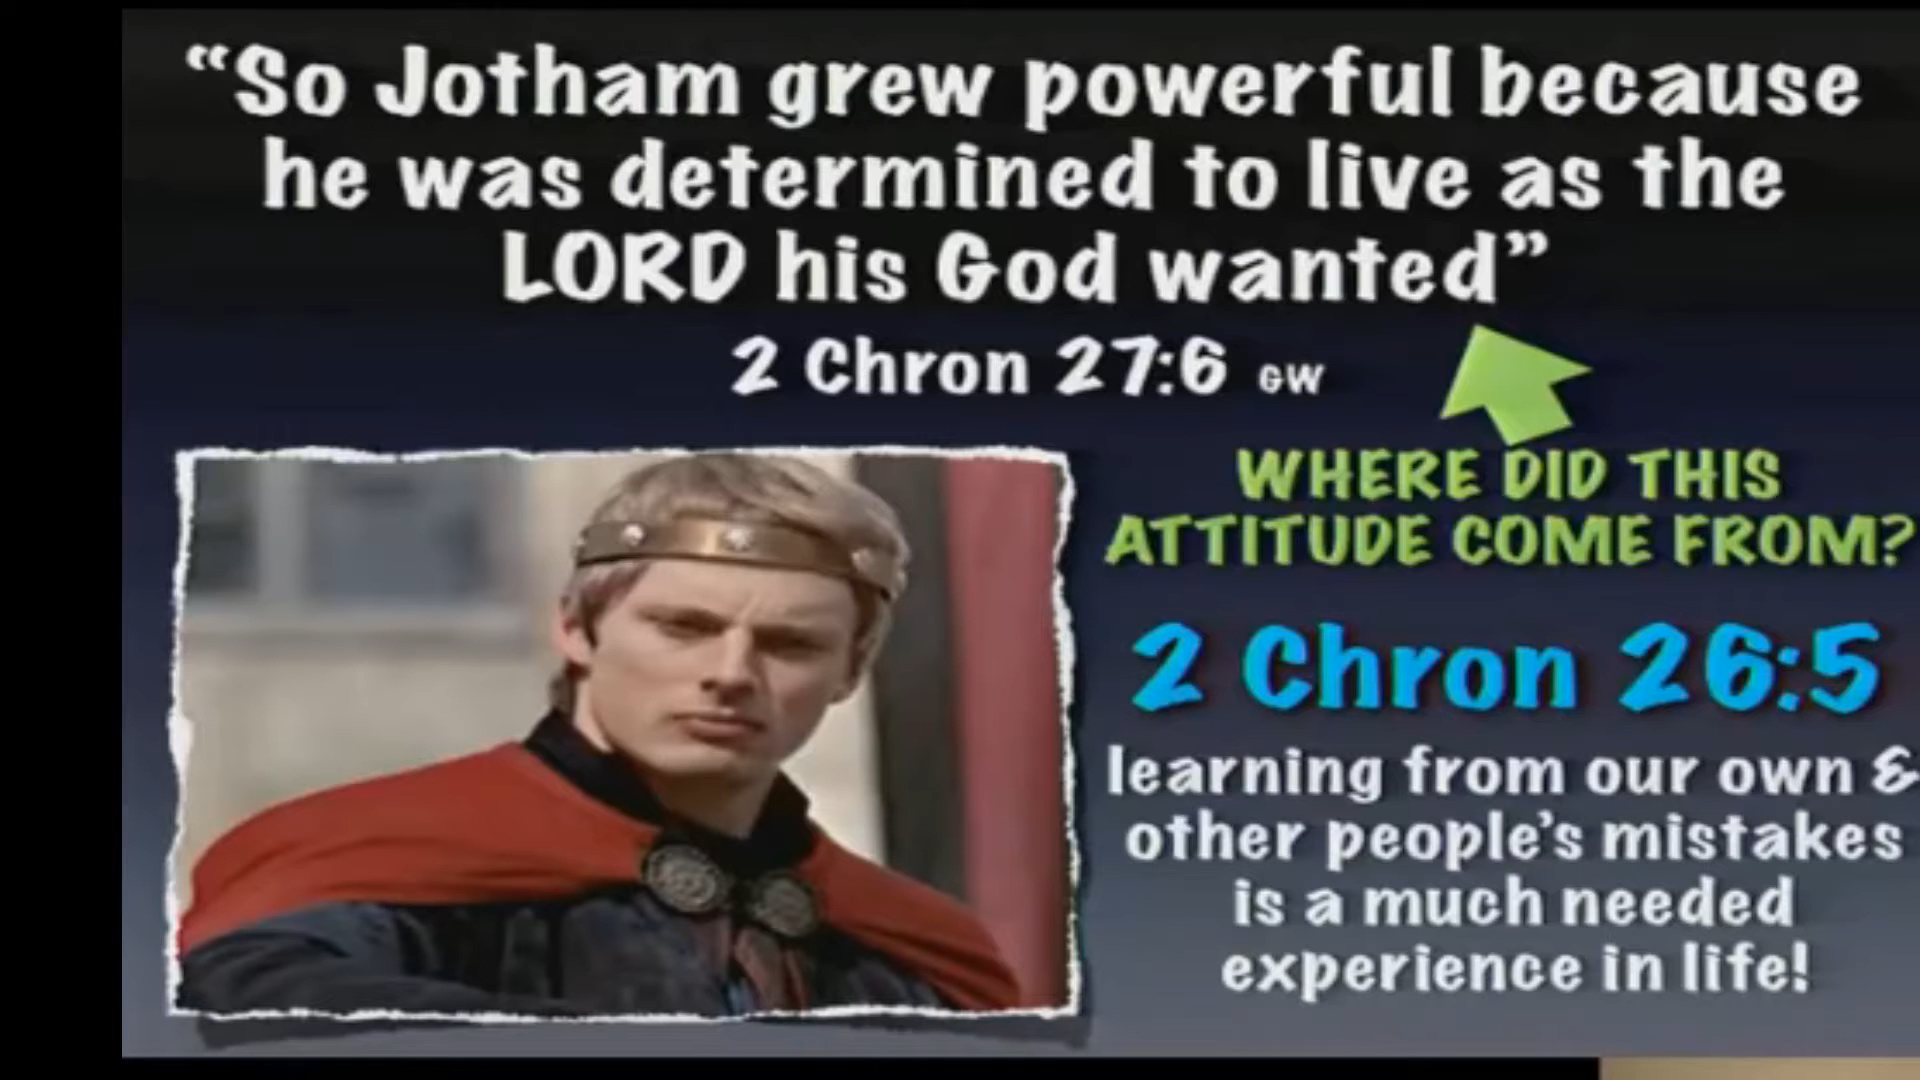 “So Jotham grew powerful because
he was determined to live as the
LORD his God wanted”
2 Chron 27:6 GW
WHERE DID THIS
ATTITUDE COME FROM?
2 Chron 26:5
learning from our own &
other people’s mistakes
is a much needed
experience in life!